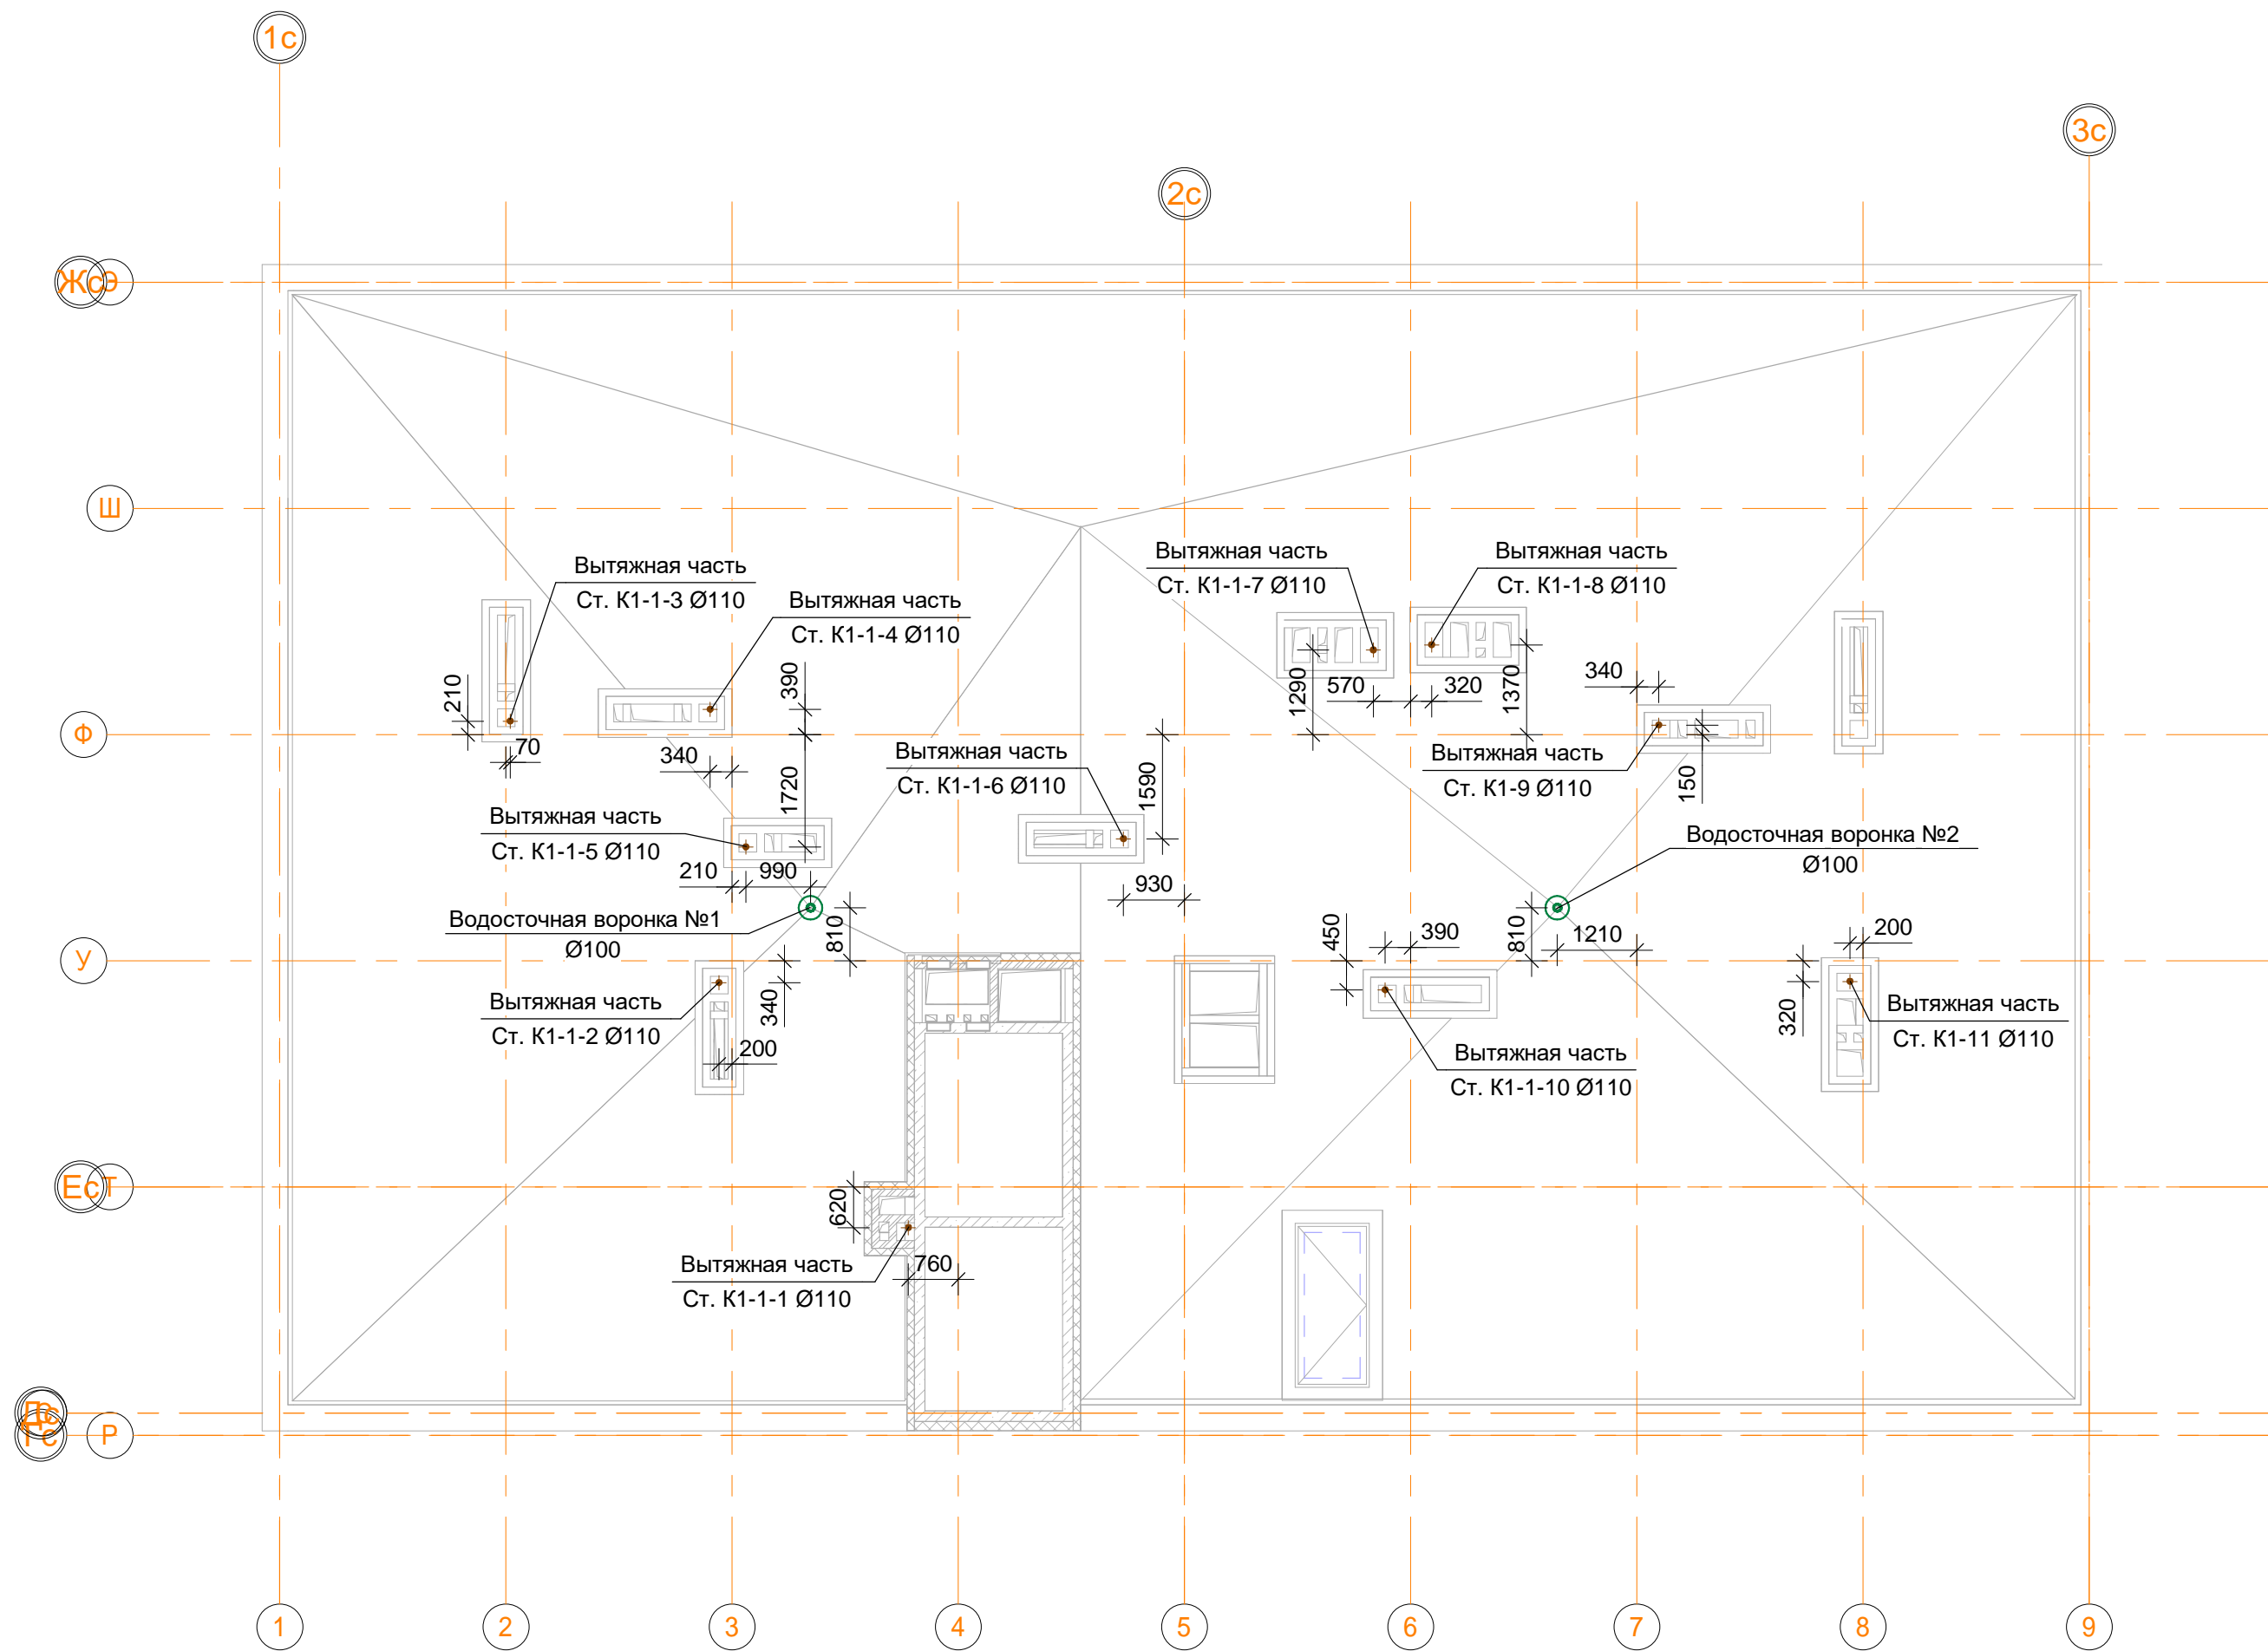 1с
3с
2с
Жс
Э
Ш
Вытяжная часть
Ст. К1-1-3 Ø110
Вытяжная часть
Ст. К1-1-4 Ø110
Вытяжная часть
Ст. К1-1-7 Ø110
Вытяжная часть
Ст. К1-1-8 Ø110
210
70
390
340
1720
1290
570
320
1370
340
Ф
Вытяжная часть
Ст. К1-1-6 Ø110
1590
Вытяжная часть
Ст. К1-9 Ø110
150
Вытяжная часть
Ст. К1-1-5 Ø110
210
990
930
Водосточная воронка №2
Ø100
Водосточная воронка №1
Ø100
810
450
390
810
1210
200
У
Вытяжная часть
Ст. К1-1-2 Ø110
340
200
320
Вытяжная часть
Ст. К1-11 Ø110
Вытяжная часть
Ст. К1-1-10 Ø110
Ес
Т
620
Вытяжная часть
Ст. К1-1-1 Ø110
760
Гс
Р
1
2
3
4
5
6
7
8
9